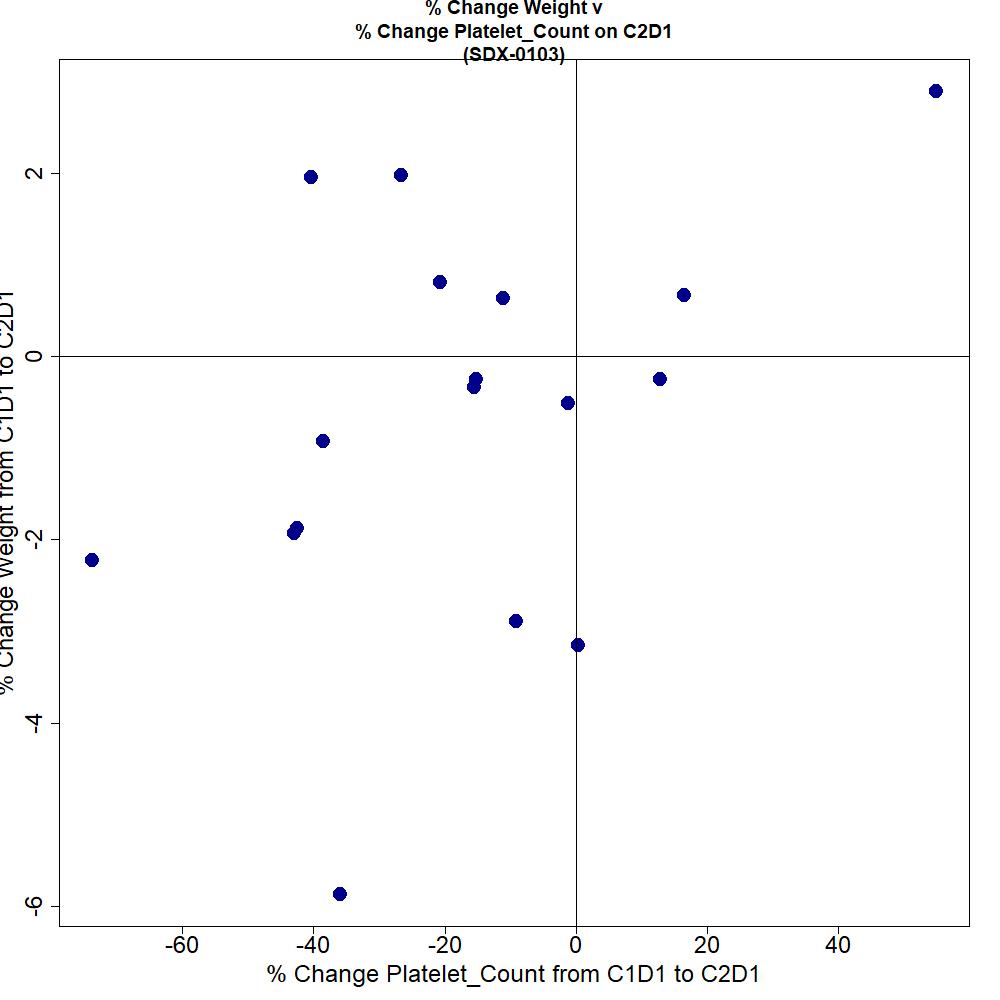 % Change Weight v
% Change Platelet_Count on C2D1
(SDX-0103)
% Change Weight from C1D1 to C2D1
2
0
-2
-4
-6
-60
-40
-20
0
20
40
% Change Platelet_Count from C1D1 to C2D1